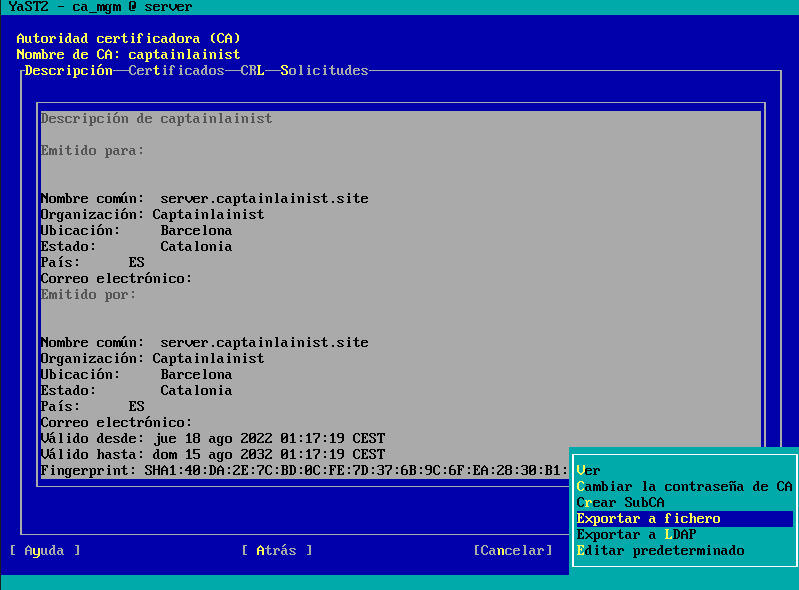 YaST2 - ca_mgm @ server
Autoridad certificadora (CA)
Nombre de CA: captainlainist
Descripción Certificados CRL Solicitudes
Descripción de captainlainist
Emitido para:
Nombre común: server.captainlainist.site
Organización: Captainlainist
Ubicación: Barcelona
Estado: Catalonia
País: ES
Correo electrónico:
Emitido por:
Nombre común: server.captainlainist.site
Organización: Captainlainist
Ubicación: Barcelona
Estado: Catalonia
País: ES
Correo electrónico:
Válido desde: jue 18 ago 2022 01:17:19 CEST
Válido hasta: dom 15 ago 2032 01:17:19 CEST
Fingerprint: SHA1:40:DA:2E:7C:BD:0C:FE:7D:37:6B:9C:6F:EA:28:30:B1:
Ver
Cambiar la contraseña de CA
Crear SubCA
Exportar a fichero
Exportar a LDAP
Editar predeterminado
[ Ayuda ] [ Atrás ] [Cancelar]